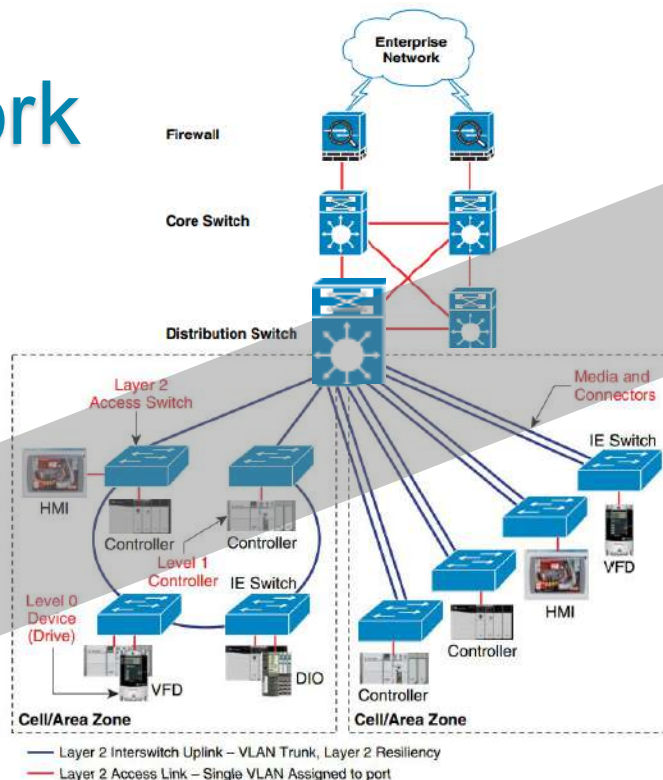 ork
Enterprise
Network
Firewall
Core Switch
Distribution Switch
Layer 2
Access Switch
Media and
Connectors
IE Switch
HMI
Controller
Controller
Level 1
Controller
VFD
HMI
IE Switch
Level 0
Device
(Drive)
Controller
VFD
DIO
Controller
Cell/Area Zone
Cell/Area Zone
Layer 2 Interswitch Uplink – VLAN Trunk, Layer 2 Resiliency
Layer 2 Access Link – Single VLAN Assigned to port